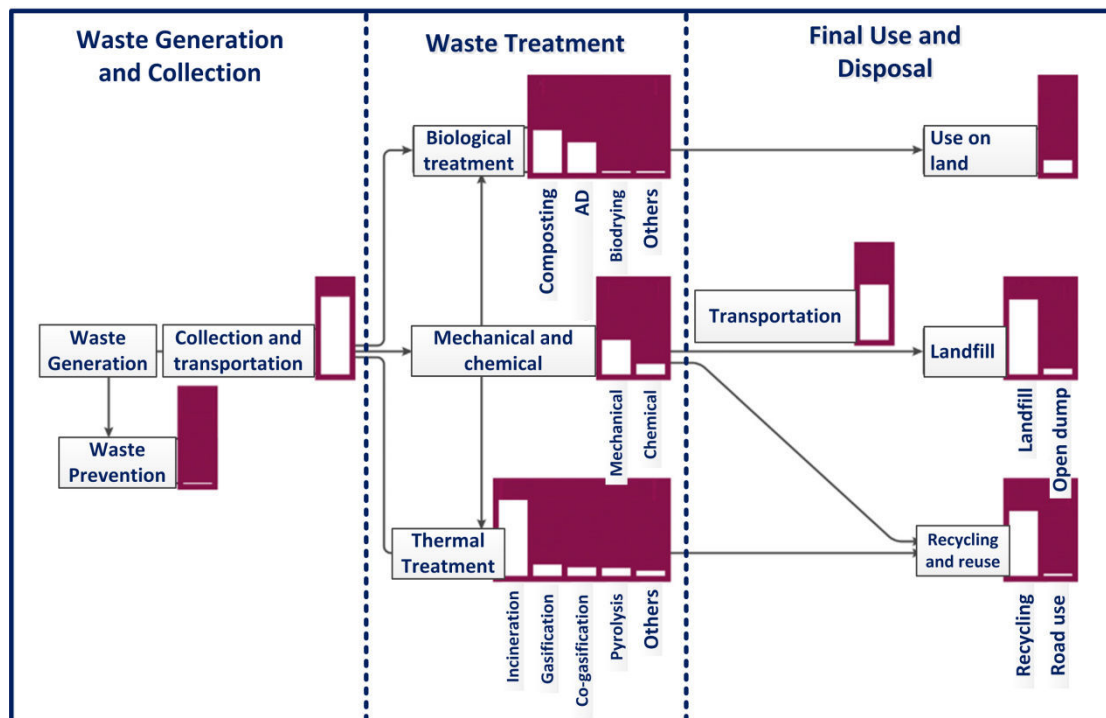 Waste Generation
and Collection
Waste Treatment
Final Use and
Disposal
Biological
treatment
Composting
AD
Biodrying
Others
Use on
land
Waste
Generation
Collection and
transportation
Mechanical and
chemical
Mechanical
Chemical
Transportation
Landfill
Landfill
Open dump
Waste
Prevention
Thermal
Treatment
Incineration
Gasification
Co-gasification
Pyrolysis
Others
Recycling
and reuse
Recycling
Road use